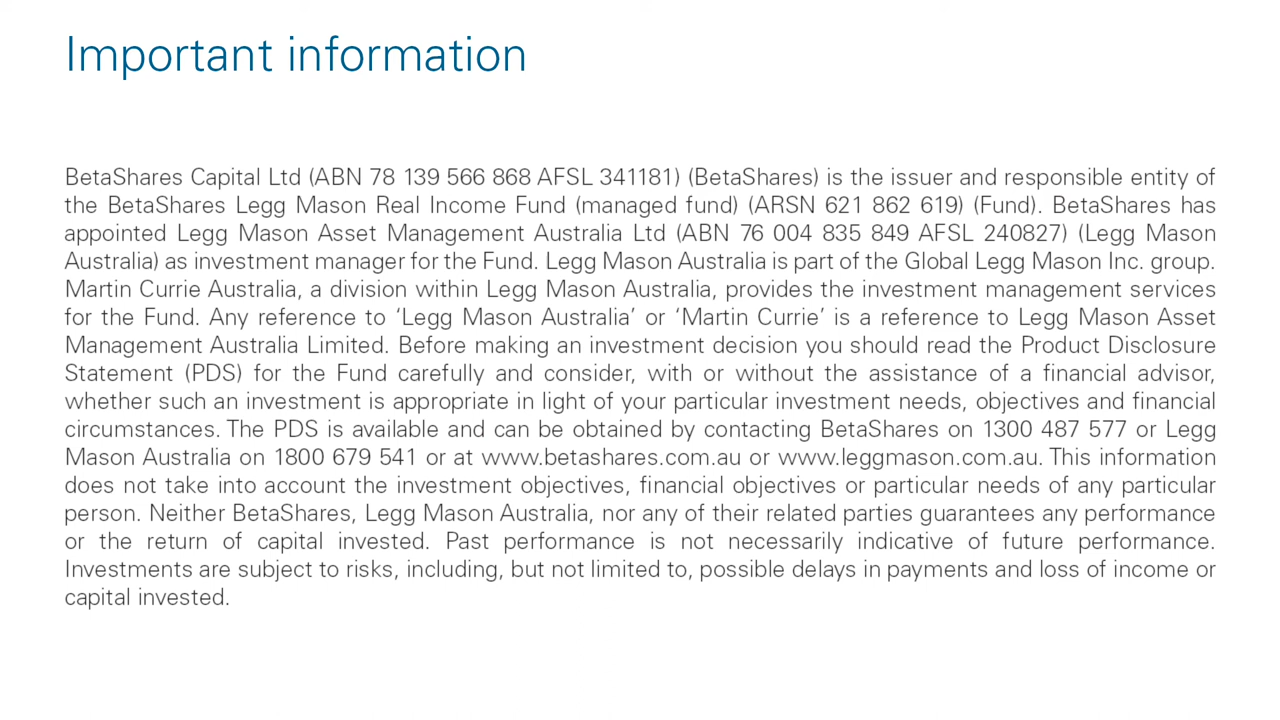 Important information
BetaShares Capital Ltd (ABN 78 139 566 868 AFSL 341181) (BetaShares) is the issuer and responsible entity of
the BetaShares Legg Mason Real Income Fund (managed fund) (ARSN 621 862 619) (Fund). BetaShares has
appointed Legg Mason Asset Management Australia Ltd (ABN 76 004 835 849 AFSL 240827) (Legg Mason
Australia) as investment manager for the Fund. Legg Mason Australia is part of the Global Legg Mason Inc. group.
Martin Currie Australia, a division within Legg Mason Australia, provides the investment management services
for the Fund. Any reference to ‘Legg Mason Australia’ or ‘Martin Currie’ is a reference to Legg Mason Asset
Management Australia Limited. Before making an investment decision you should read the Product Disclosure
Statement (PDS) for the Fund carefully and consider, with or without the assistance of a financial advisor,
whether such an investment is appropriate in light of your particular investment needs, objectives and financial
circumstances. The PDS is available and can be obtained by contacting BetaShares on 1300 487 577 or Legg
Mason Australia on 1800 679 541 or at www.betashares.com.au or www.leggmason.com.au. This information
does not take into account the investment objectives, financial objectives or particular needs of any particular
person. Neither BetaShares, Legg Mason Australia, nor any of their related parties guarantees any performance
or the return of capital invested. Past performance is not necessarily indicative of future performance.
Investments are subject to risks, including, but not limited to, possible delays in payments and loss of income or
capital invested.